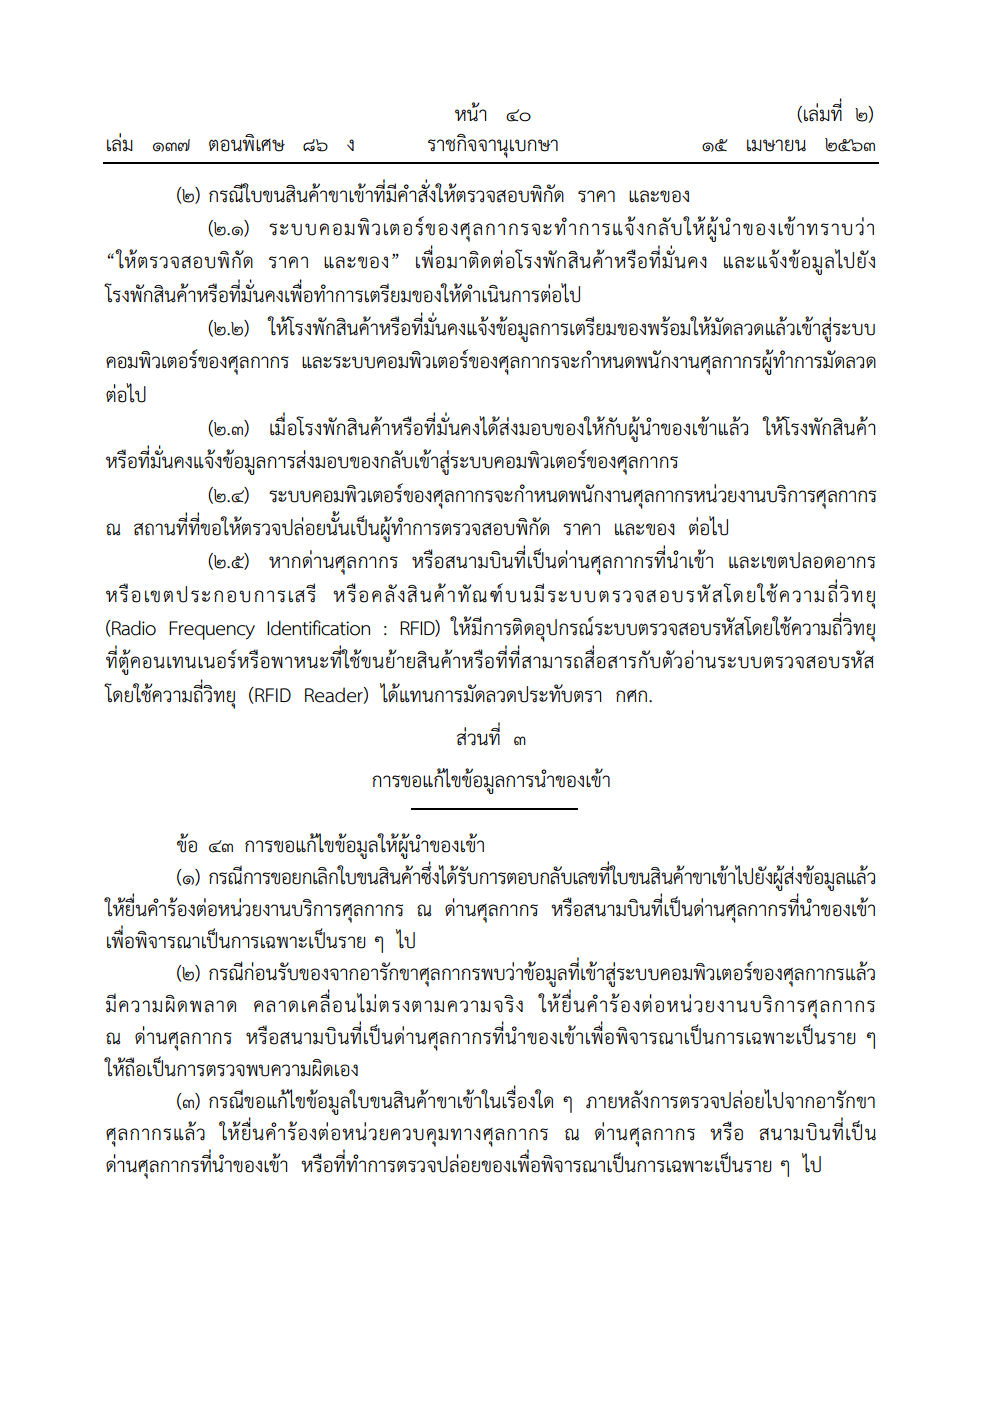 หน้า ๔๐
(เล่มที่ ๒)
เล่ม ๑๓๗ ตอนพิเศษ ๘๖ ง ราชกิจจานุเบกษา ๑๕ เมษายน ๒๕๖๓
(๒) กรณีใบขนสินค้าขาเข้าที่มีคำสั่งให้ตรวจสอบพิกัด ราคา และของ
(๒.๑) ระบบคอมพิวเตอร์ของศุลกากรจะทำการแจ้งกลับให้ผู้นำของเข้าทราบว่า
“ให้ตรวจสอบพิกัด ราคา และของ” เพื่อมาติดต่อโรงพักสินค้าหรือที่มั่นคง และแจ้งข้อมูลไปยัง
โรงพักสินค้าหรือที่มั่นคงเพื่อทำการเตรียมของให้ดำเนินการต่อไป
(๒.๒) ให้โรงพักสินค้าหรือที่มั่นคงแจ้งข้อมูลการเตรียมของพร้อมให้มัดลวดแล้วเข้าสู่ระบบ
คอมพิวเตอร์ของศุลกากร และระบบคอมพิวเตอร์ของศุลกากรจะกำหนดพนักงานศุลกากรผู้ทำการมัดลวด
ต่อไป
(๒.๓) เมื่อโรงพักสินค้าหรือที่มั่นคงได้ส่งมอบของให้กับผู้นำของเข้าแล้ว ให้โรงพักสินค้า
หรือที่มั่นคงแจ้งข้อมูลการส่งมอบของกลับเข้าสู่ระบบคอมพิวเตอร์ของศุลกากร
(๒.๔) ระบบคอมพิวเตอร์ของศุลกากรจะกำหนดพนักงานศุลกากรหน่วยงานบริการศุลกากร
ณ สถานที่ที่ขอให้ตรวจปล่อยนั้นเป็นผู้ทำการตรวจสอบพิกัด ราคา และของ ต่อไป
(๒.๕) หากด่านศุลกากร หรือสนามบินที่เป็นด่านศุลกากรที่นำเข้า และเขตปลอดอากร
หรือเขตประกอบการเสรี หรือคลังสินค้าทัณฑ์บนมีระบบตรวจสอบรหัสโดยใช้ความถี่วิทยุ
(Radio Frequency Identification : RFID) ให้มีการติดอุปกรณ์ระบบตรวจสอบรหัสโดยใช้ความถี่วิทยุ
ที่ตู้คอนเทนเนอร์หรือพาหนะที่ใช้ขนย้ายสินค้าหรือที่ที่สามารถสื่อสารกับตัวอ่านระบบตรวจสอบรหัส
โดยใช้ความถี่วิทยุ (RFID Reader) ได้แทนการมัดลวดประทับตรา กศก.
ส่วนที่ ๓
การขอแก้ไขข้อมูลการนำของเข้า
ข้อ ๔๓ การขอแก้ไขข้อมูลให้ผู้นำของเข้า
(๑) กรณีการขอยกเลิกใบขนสินค้าซึ่งได้รับการตอบกลับเลขที่ใบขนสินค้าขาเข้าไปยังผู้ส่งข้อมูลแล้ว
ให้ยื่นคำร้องต่อหน่วยงานบริการศุลกากร ณ ด่านศุลกากร หรือสนามบินที่เป็นด่านศุลกากรที่นำของเข้า
เพื่อพิจารณาเป็นการเฉพาะเป็นราย ๆ ไป
(๒) กรณีก่อนรับของจากอารักขาศุลกากรพบว่าข้อมูลที่เข้าสู่ระบบคอมพิวเตอร์ของศุลกากรแล้ว
มีความผิดพลาด คลาดเคลื่อนไม่ตรงตามความจริง ให้ยื่นคำร้องต่อหน่วยงานบริการศุลกากร
ณ ด่านศุลกากร หรือสนามบินที่เป็นด่านศุลกากรที่นำของเข้าเพื่อพิจารณาเป็นการเฉพาะเป็นราย ๆ
ให้ถือเป็นการตรวจพบความผิดเอง
(๓) กรณีขอแก้ไขข้อมูลใบขนสินค้าขาเข้าในเรื่องใด ๆ ภายหลังการตรวจปล่อยไปจากอารักขา
ศุลกากรแล้ว ให้ยื่นคำร้องต่อหน่วยควบคุมทางศุลกากร ณ ด่านศุลกากร หรือ สนามบินที่เป็น
ด่านศุลกากรที่นำของเข้า หรือที่ทำการตรวจปล่อยของเพื่อพิจารณาเป็นการเฉพาะเป็นราย ๆ ไป